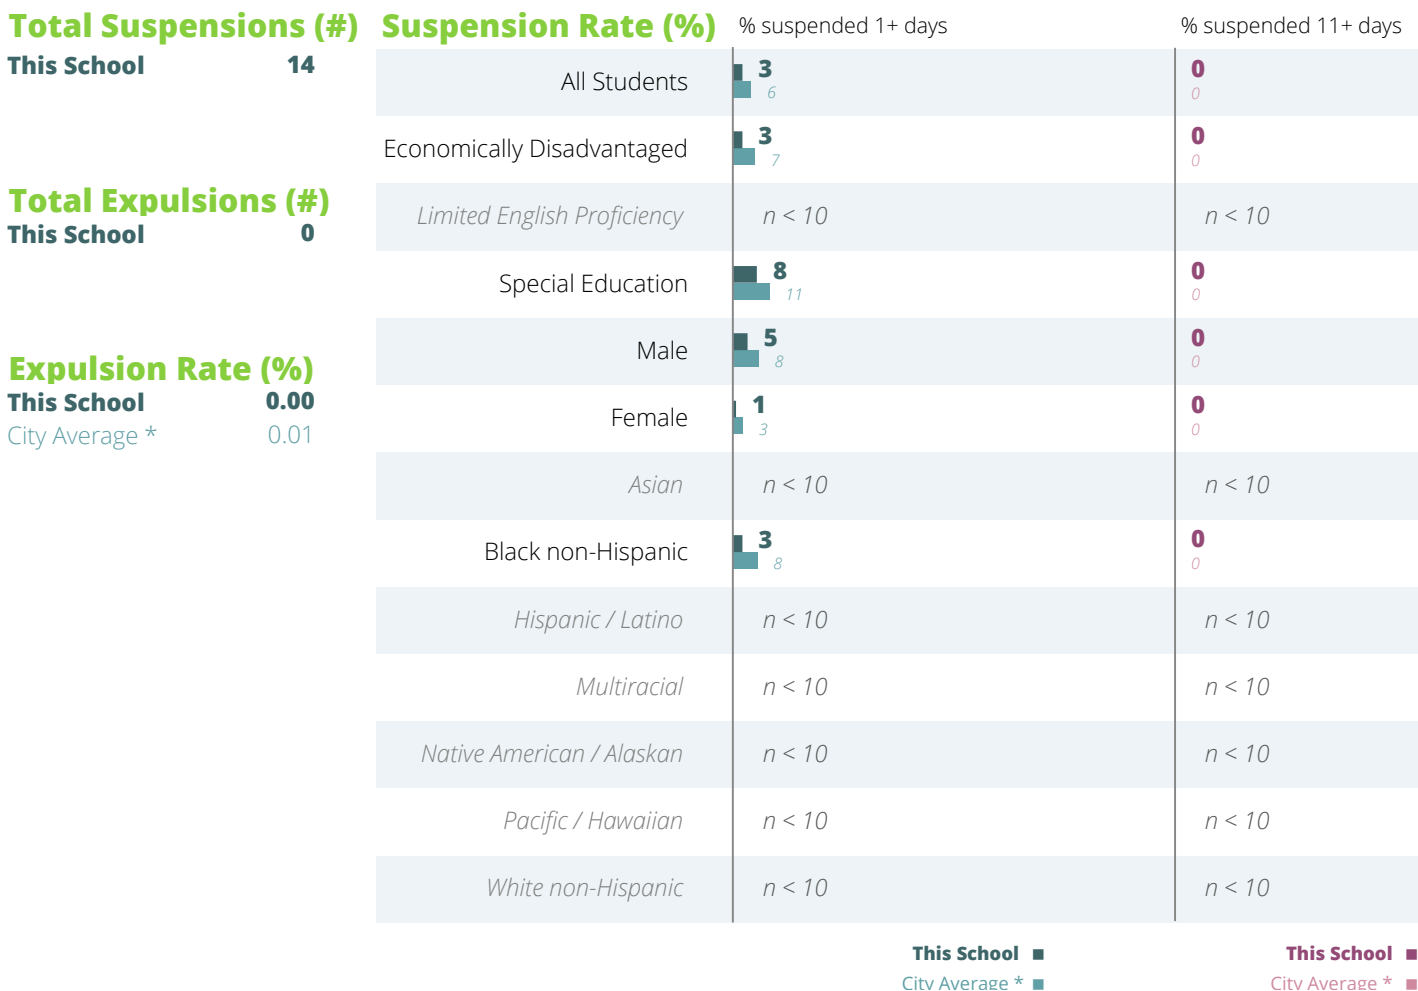 Total Suspensions (#)
This School 14
Total Expulsions (#)
This School 0
Expulsion Rate (%)
This School 0.00
City Average * 0.01
Suspension Rate (%) % suspended 1+ days % suspended 11+ days
All Students 3 0
6 0
Economically Disadvantaged 3 0
7 0
Limited English Proficiency n < 10 n < 10
Special Education 8 0
11 0
Male 5 0
8 0
Female 1 0
3 0
Asian n < 10 n < 10
Black non-Hispanic 3 0
8 0
Hispanic / Latino n < 10 n < 10
Multiracial n < 10 n < 10
Native American / Alaskan n < 10 n < 10
Pacific / Hawaiian n < 10 n < 10
White non-Hispanic n < 10 n < 10
This School This School
City Average * City Average *